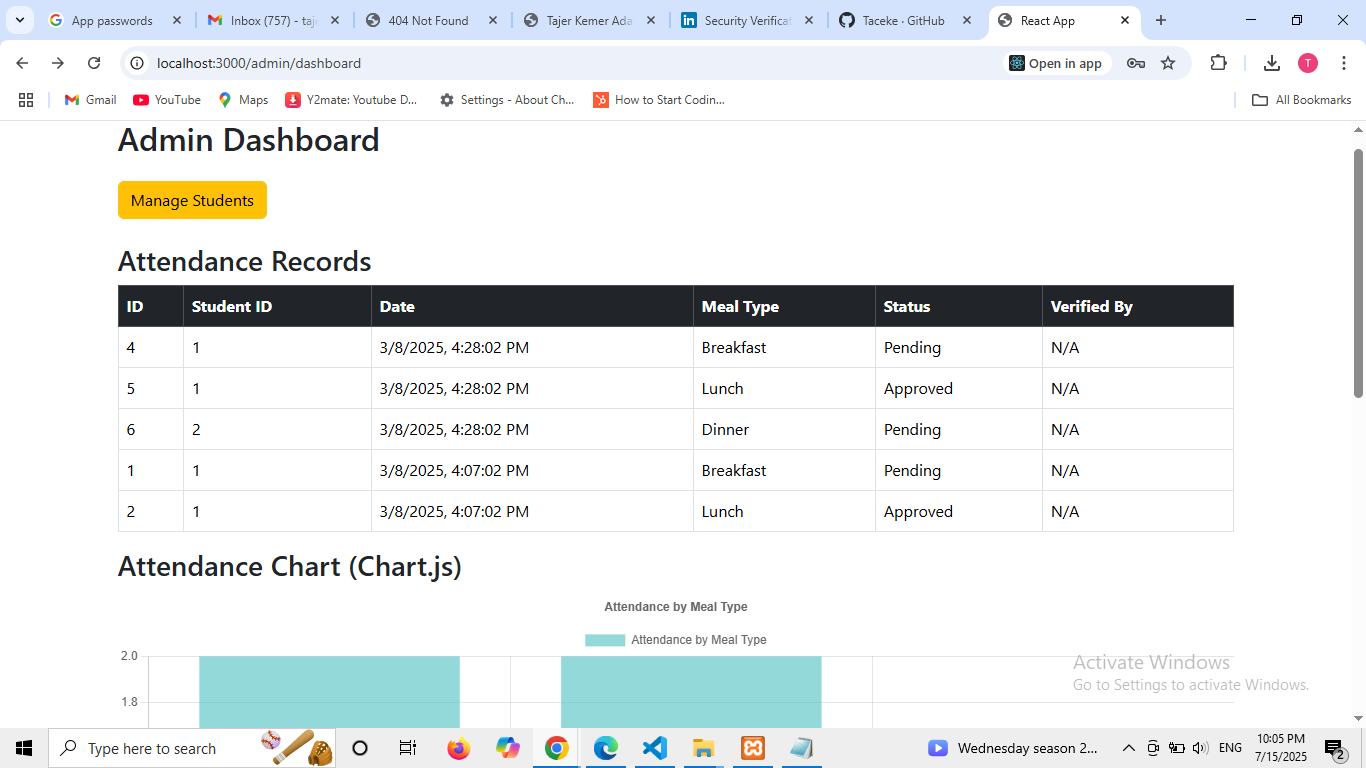 App passwords
Inbox (757) - taj
404 Not Found
Tajer Kemer Ada
Security Verificat
Taceke · GitHub
React App
localhost:3000/admin/dashboard
Open in app
T
Gmail
YouTube
Maps
Y2mate: Youtube D...
Settings - About Ch...
How to Start Codin...
All Bookmarks
Admin Dashboard
Manage Students
Attendance Records
ID Student ID Date Meal Type Status Verified By
4 1 3/8/2025, 4:28:02 PM Breakfast Pending N/A
5 1 3/8/2025, 4:28:02 PM Lunch Approved N/A
6 2 3/8/2025, 4:28:02 PM Dinner Pending N/A
1 1 3/8/2025, 4:07:02 PM Breakfast Pending N/A
2 1 3/8/2025, 4:07:02 PM Lunch Approved N/A
Attendance Chart (Chart.js)
Attendance by Meal Type
Attendance by Meal Type
2.0
1.8
Activate Windows
Go to Settings to activate Windows.
Type here to search
Wednesday season 2...
ENG
10:05 PM
7/15/2025
2